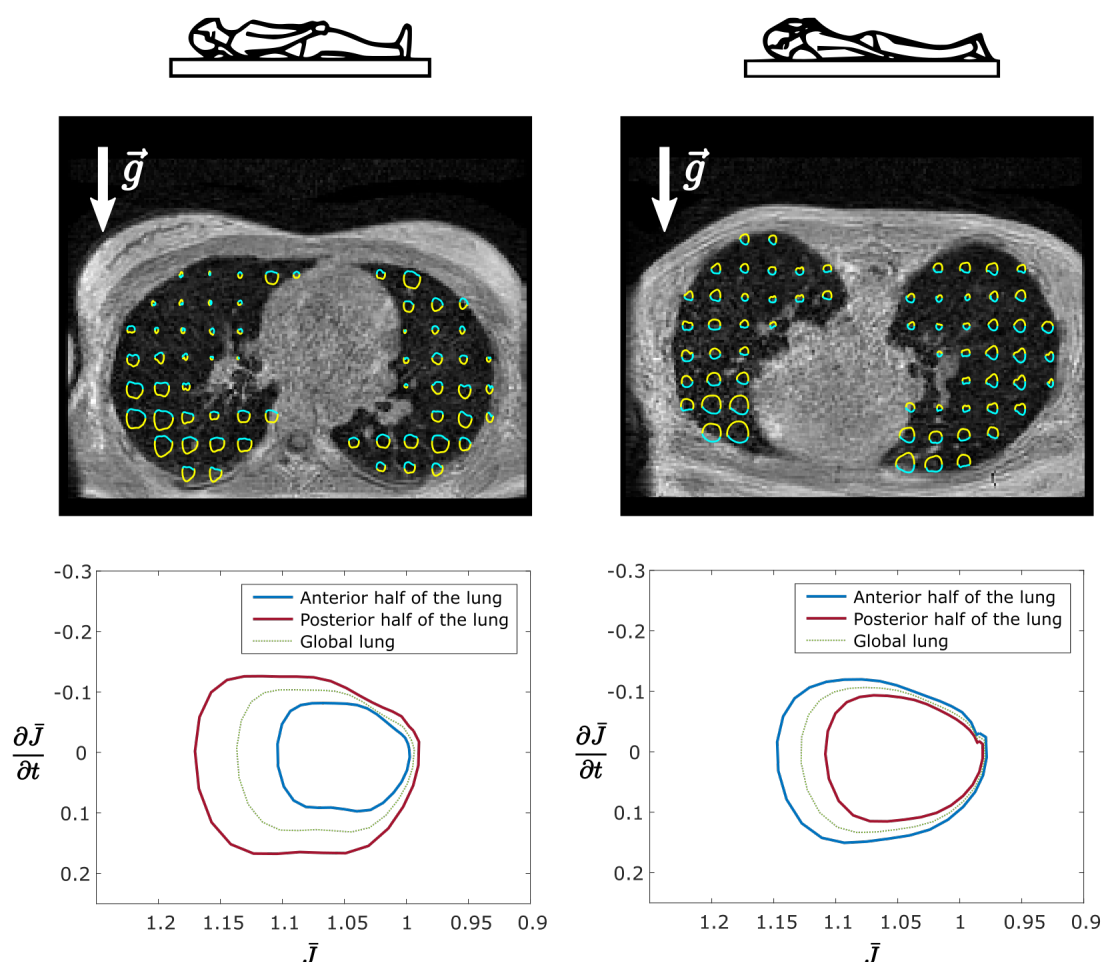 g⃗
g⃗
-0.3
-0.2
-0.1
0
0.1
0.2
∂J̄/∂t
1.2 1.15 1.1 1.05 1 0.95 0.9
J̄
Anterior half of the lung
Posterior half of the lung
Global lung
-0.3
-0.2
-0.1
0
0.1
0.2
∂J̄/∂t
1.2 1.15 1.1 1.05 1 0.95 0.9
J̄
Anterior half of the lung
Posterior half of the lung
Global lung